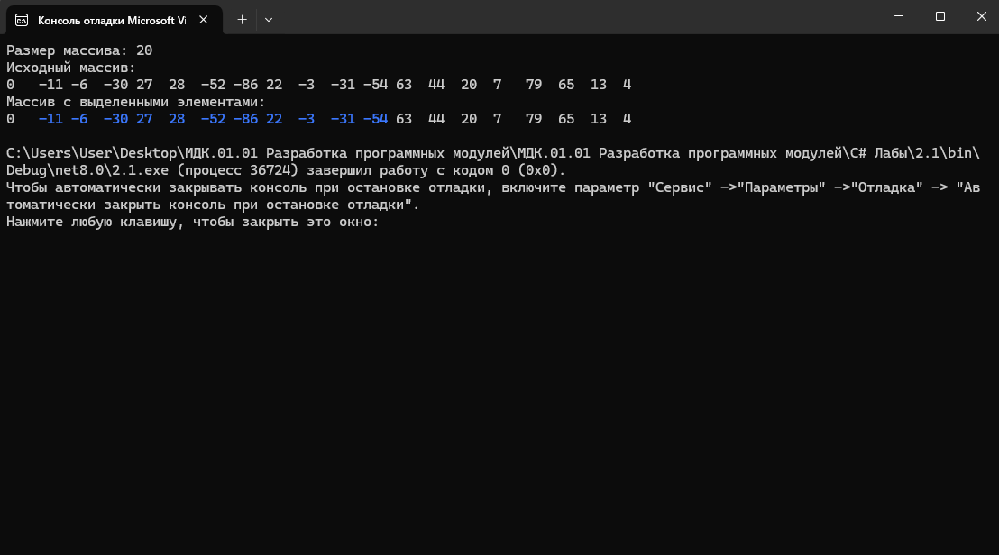 Консоль отладки Microsoft Vi
Размер массива: 20
Исходный массив:
0 -11 -6 -30 27 28 -52 -86 22 -3 -31 -54 63 44 20 7 79 65 13 4
Массив с выделенными элементами:
0 -11 -6 -30 27 28 -52 -86 22 -3 -31 -54 63 44 20 7 79 65 13 4
C:\Users\User\Desktop\МДК.01.01 Разработка программных модулей\МДК.01.01 Разработка программных модулей\C# Лабы\2.1\bin\
Debug\net8.0\2.1.exe (процесс 36724) завершил работу с кодом 0 (0x0).
Чтобы автоматически закрывать консоль при остановке отладки, включите параметр "Сервис" ->"Параметры" ->"Отладка" -> "Ав
томатически закрыть консоль при остановке отладки".
Нажмите любую клавишу, чтобы закрыть это окно: